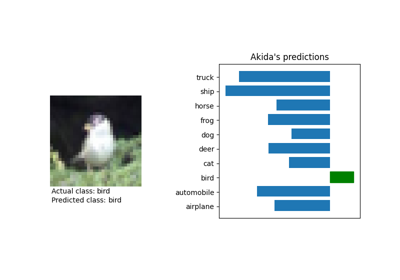 Akida's predictions
truck
ship
horse
frog
dog
deer
cat
bird
automobile
airplane
Actual class: bird
Predicted class: bird